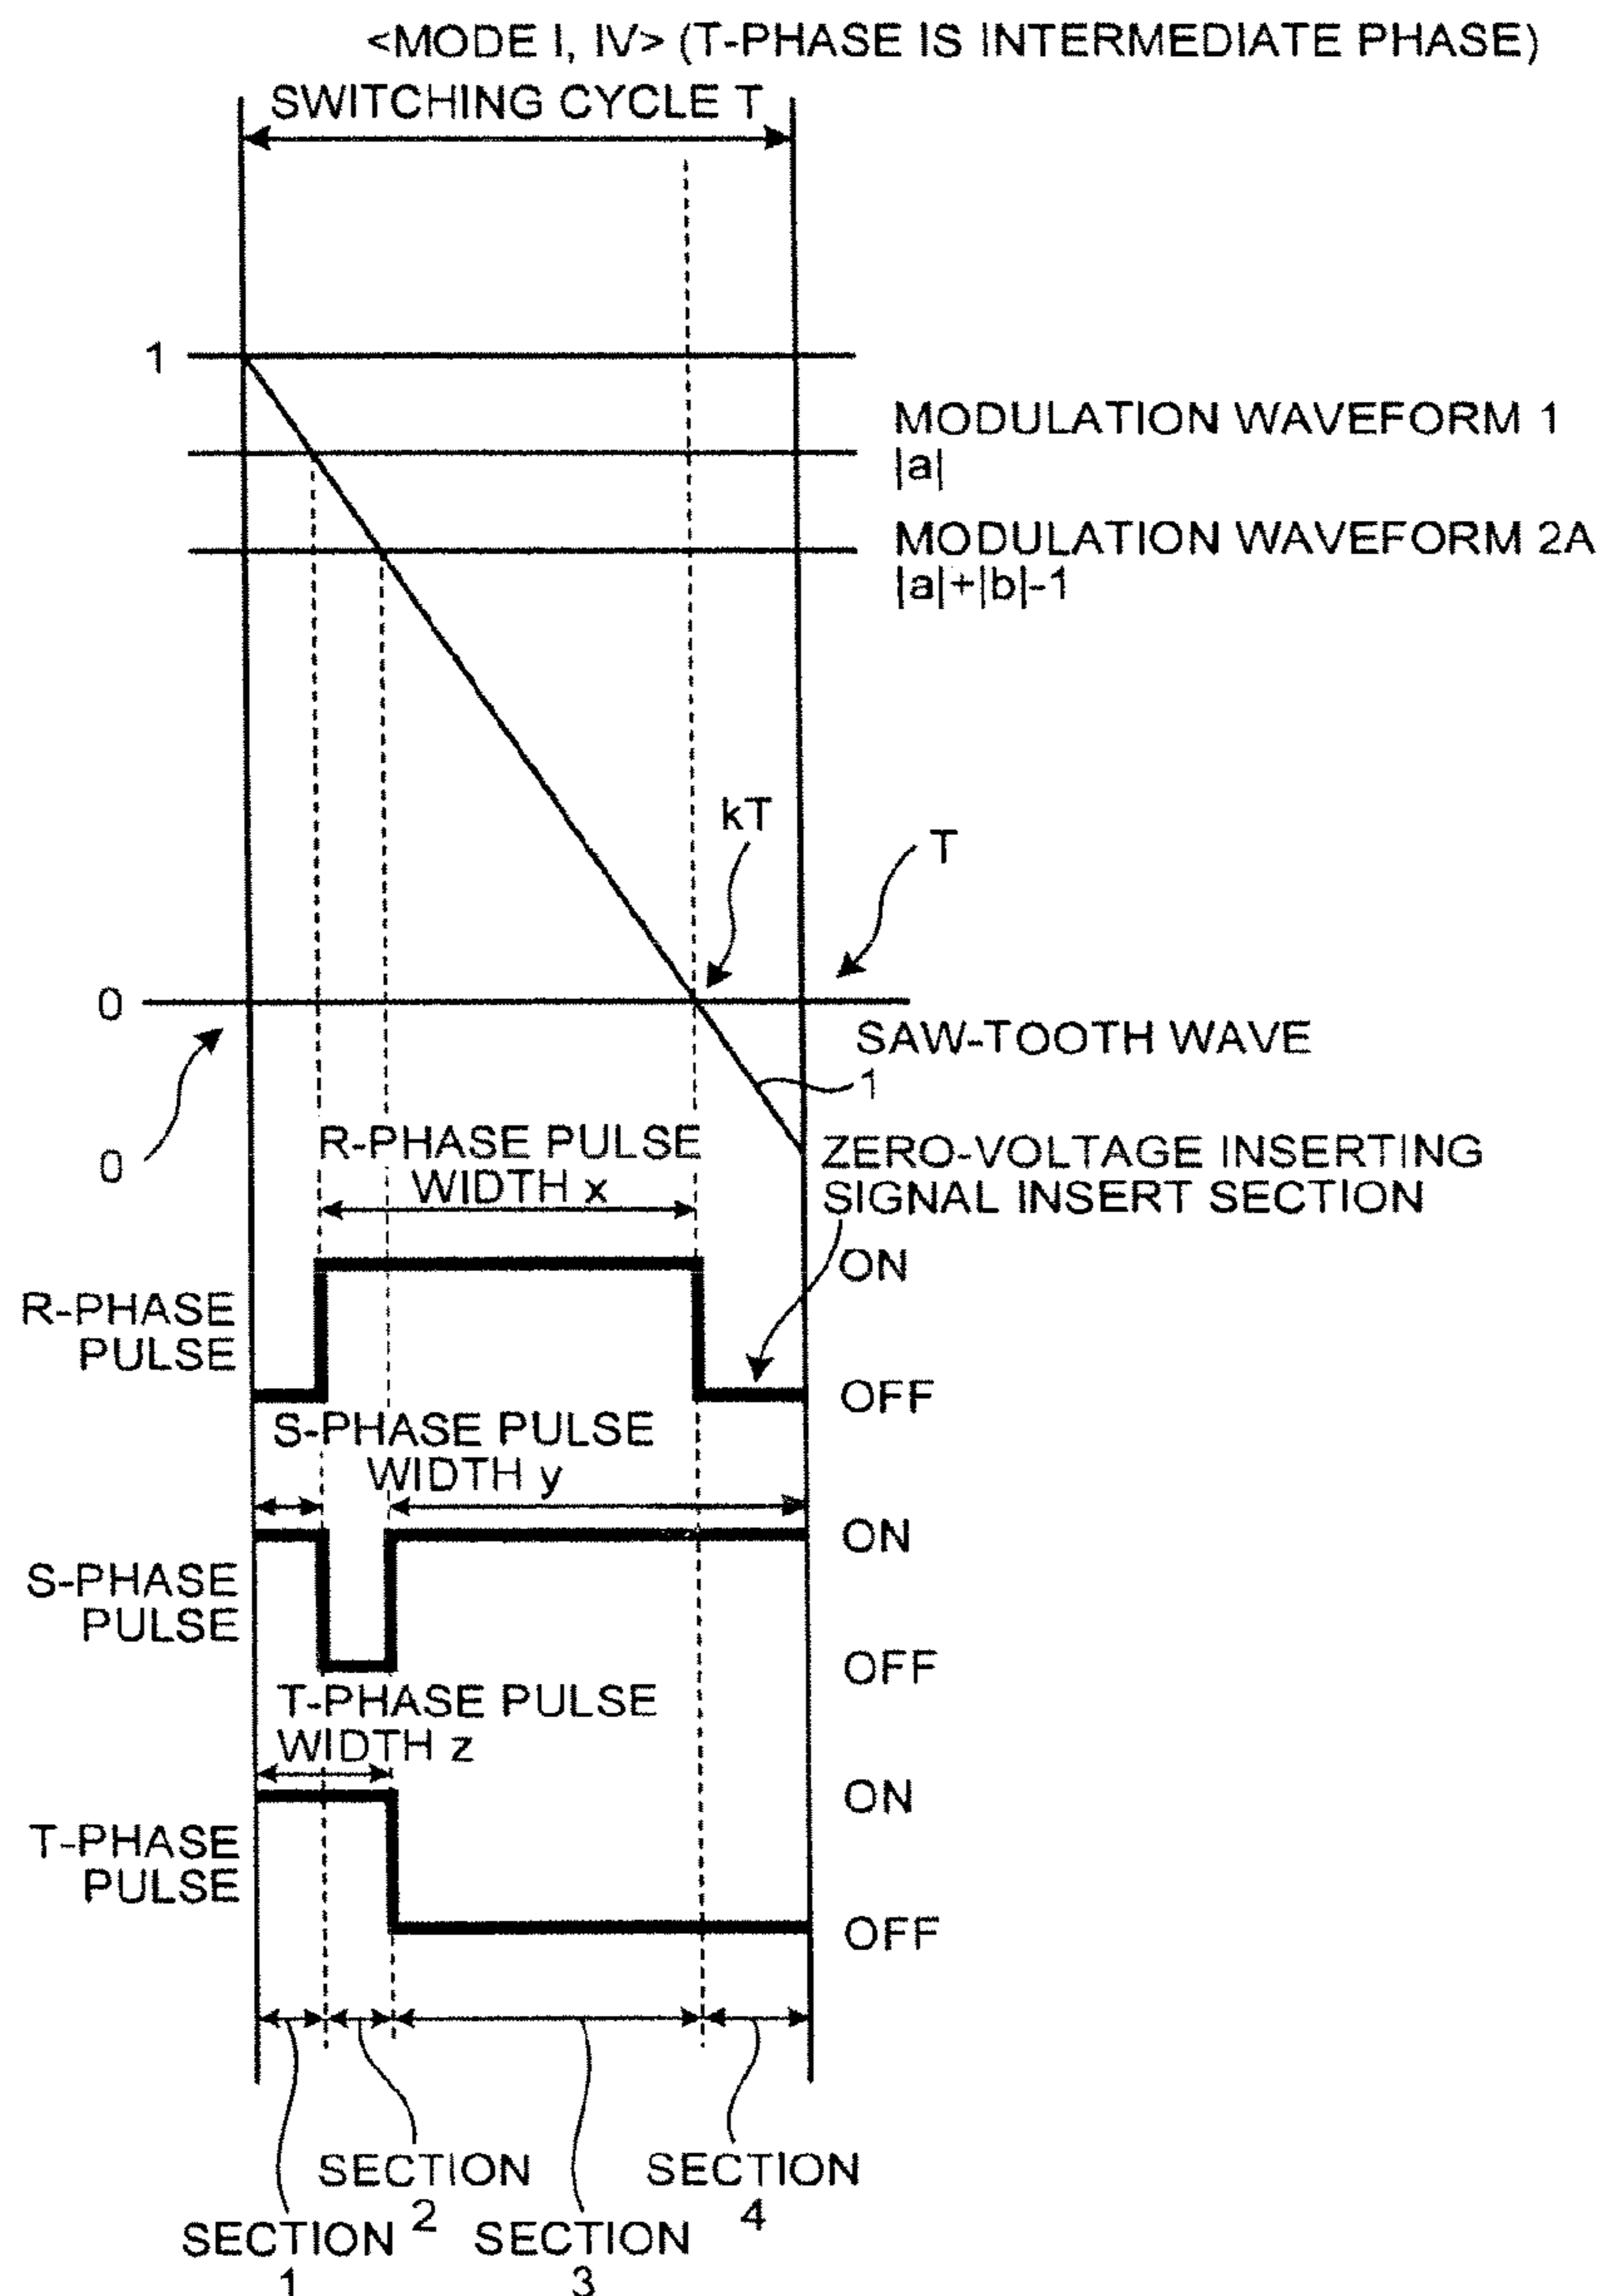 <MODE I, IV> (T-PHASE IS INTERMEDIATE PHASE)
SWITCHING CYCLE T
1
MODULATION WAVEFORM 1
|a|
MODULATION WAVEFORM 2A
|a|+|b|-1
kT
T
0
SAW-TOOTH WAVE
1
0
R-PHASE PULSE
WIDTH x
ZERO-VOLTAGE INSERTING
SIGNAL INSERT SECTION
ON
R-PHASE
PULSE
OFF
S-PHASE PULSE
WIDTH y
ON
S-PHASE
PULSE
OFF
T-PHASE PULSE
WIDTH z
ON
T-PHASE
PULSE
OFF
SECTION
2
SECTION
4
SECTION
1
SECTION
3